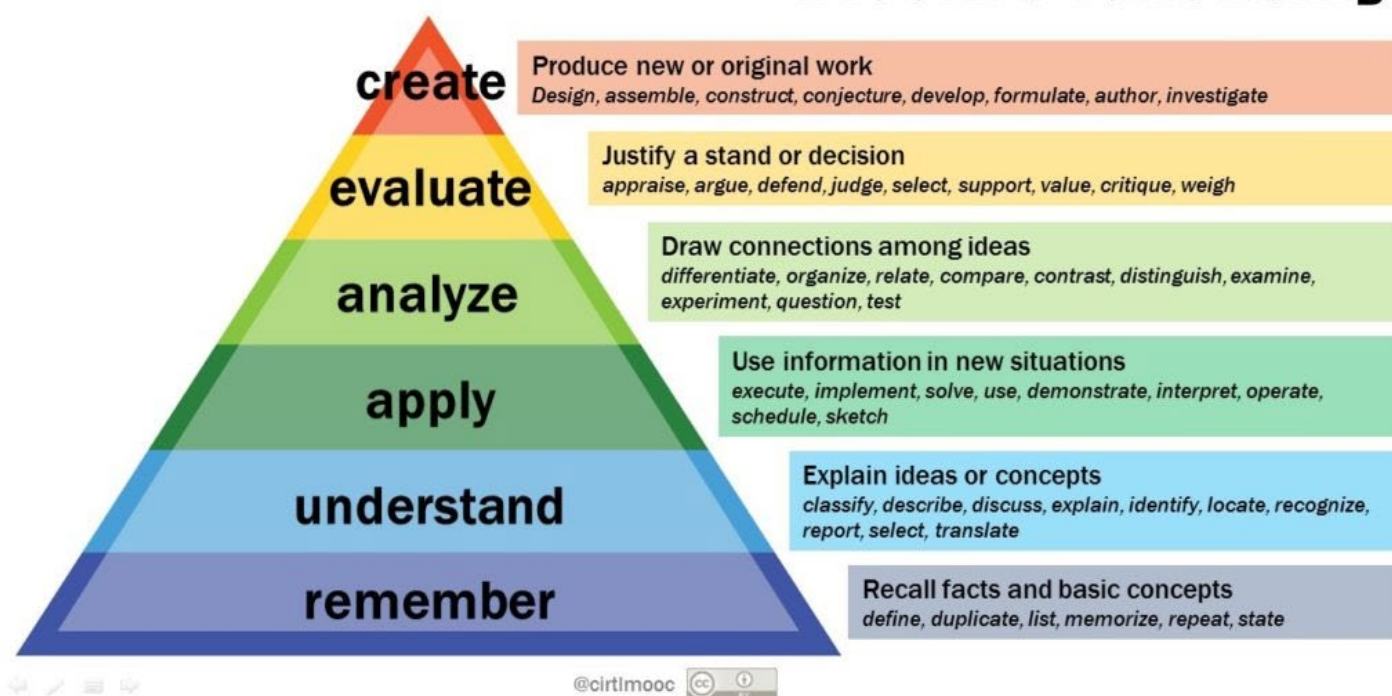 create
Produce new or original work
Design, assemble, construct, conjecture, develop, formulate, author, investigate
evaluate
Justify a stand or decision
appraise, argue, defend, judge, select, support, value, critique, weigh
analyze
Draw connections among ideas
differentiate, organize, relate, compare, contrast, distinguish, examine,
experiment, question, test
apply
Use information in new situations
execute, implement, solve, use, demonstrate, interpret, operate,
schedule, sketch
understand
Explain ideas or concepts
classify, describe, discuss, explain, identify, locate, recognize,
report, select, translate
remember
Recall facts and basic concepts
define, duplicate, list, memorize, repeat, state
@cirtlmooc
cc